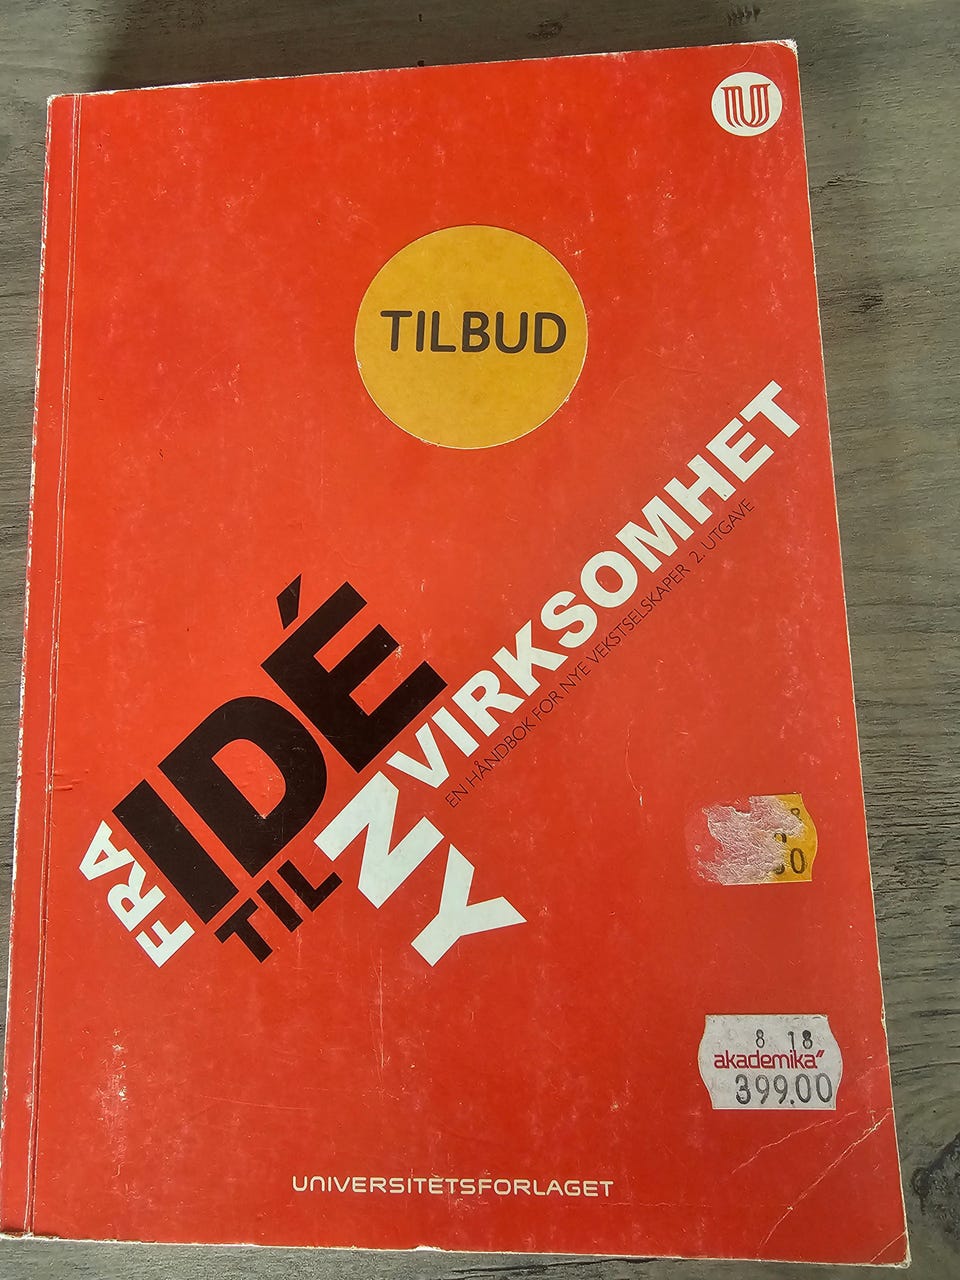 TILBUD
FRA
IDÉ
TIL
NY
VIRKSOMHET
EN HÅNDBOK FOR NYE VEKSTSELSKAPER 2. UTGAVE
8 18
akademika
399.00
UNIVERSITETSFORLAGET